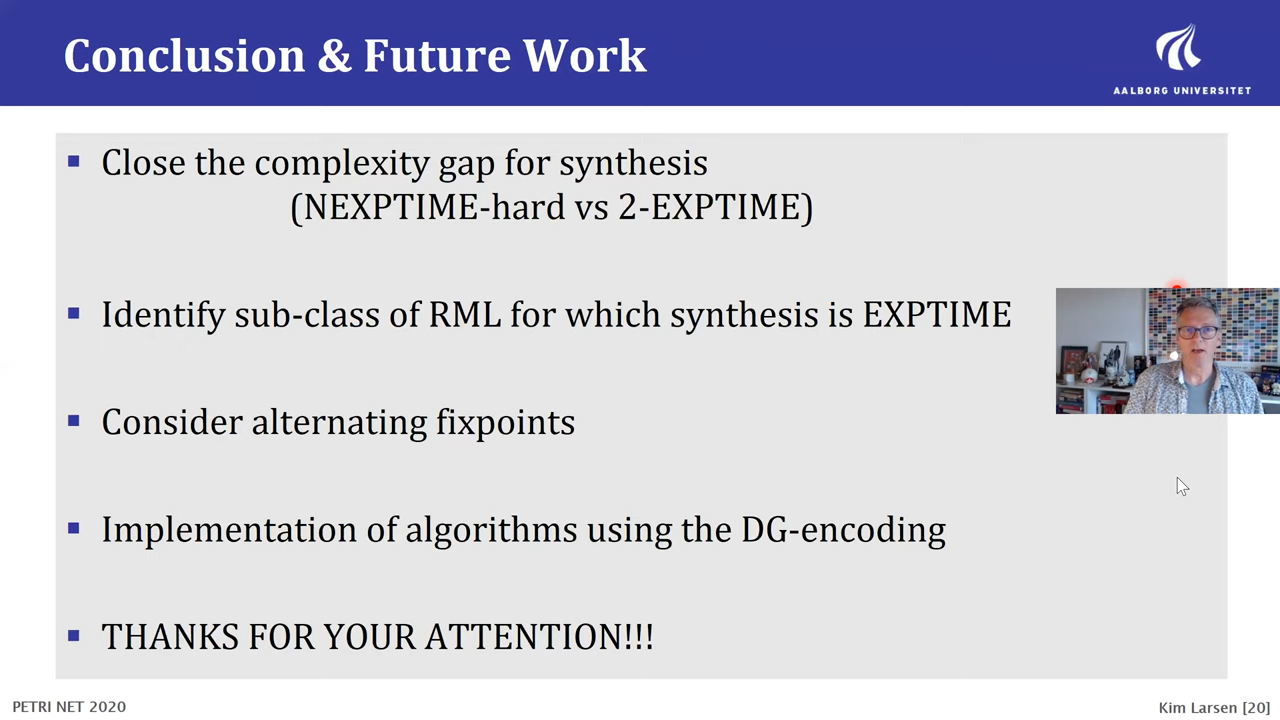 Conclusion & Future Work
AALBORG UNIVERSITET
Close the complexity gap for synthesis
(NEXPTIME-hard vs 2-EXPTIME)
Identify sub-class of RML for which synthesis is EXPTIME
Consider alternating fixpoints
Implementation of algorithms using the DG-encoding
THANKS FOR YOUR ATTENTION!!!
PETRI NET 2020
Kim Larsen [20]